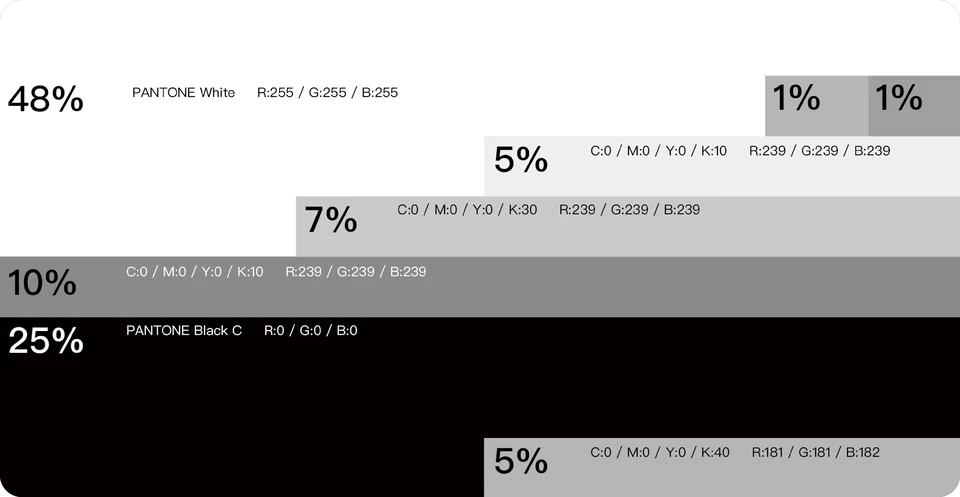 48% PANTONE White R:255 / G:255 / B:255
1% 1%
5% C:0 / M:0 / Y:0 / K:10 R:239 / G:239 / B:239
7% C:0 / M:0 / Y:0 / K:30 R:239 / G:239 / B:239
10% C:0 / M:0 / Y:0 / K:10 R:239 / G:239 / B:239
25% PANTONE Black C R:0 / G:0 / B:0
5% C:0 / M:0 / Y:0 / K:40 R:181 / G:181 / B:182